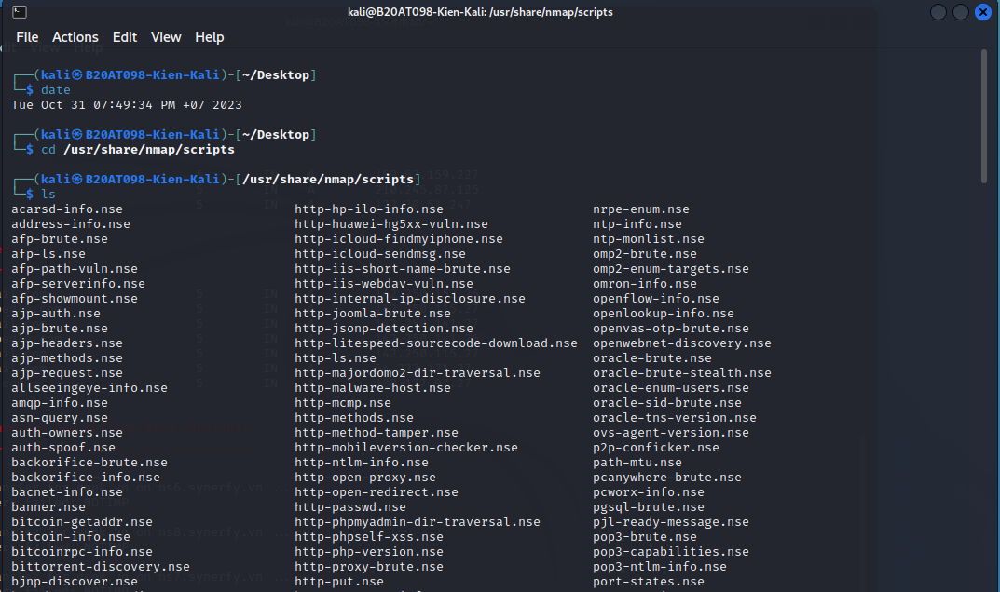 kali@B20AT098-Kien-Kali: /usr/share/nmap/scripts
File Actions Edit View Help
┌──(kali㉿B20AT098-Kien-Kali)-[~/Desktop]
└─$ date
Tue Oct 31 07:49:34 PM +07 2023
┌──(kali㉿B20AT098-Kien-Kali)-[~/Desktop]
└─$ cd /usr/share/nmap/scripts
┌──(kali㉿B20AT098-Kien-Kali)-[/usr/share/nmap/scripts]
└─$ ls
acarsd-info.nse http-hp-ilo-info.nse nrpe-enum.nse
address-info.nse http-huawei-hg5xx-vuln.nse ntp-info.nse
afp-brute.nse http-icloud-findmyiphone.nse ntp-monlist.nse
afp-ls.nse http-icloud-sendmsg.nse omp2-brute.nse
afp-path-vuln.nse http-iis-short-name-brute.nse omp2-enum-targets.nse
afp-serverinfo.nse http-iis-webdav-vuln.nse omron-info.nse
afp-showmount.nse http-internal-ip-disclosure.nse openflow-info.nse
ajp-auth.nse http-joomla-brute.nse openlookup-info.nse
ajp-brute.nse http-jsonp-detection.nse openvas-otp-brute.nse
ajp-headers.nse http-litespeed-sourcecode-download.nse openwebnet-discovery.nse
ajp-methods.nse http-ls.nse oracle-brute.nse
ajp-request.nse http-majordomo2-dir-traversal.nse oracle-brute-stealth.nse
allseeingeye-info.nse http-malware-host.nse oracle-enum-users.nse
amqp-info.nse http-mcmp.nse oracle-sid-brute.nse
asn-query.nse http-methods.nse oracle-tns-version.nse
auth-owners.nse http-method-tamper.nse ovs-agent-version.nse
auth-spoof.nse http-mobileversion-checker.nse p2p-conficker.nse
backorifice-brute.nse http-ntlm-info.nse path-mtu.nse
backorifice-info.nse http-open-proxy.nse pcanywhere-brute.nse
bacnet-info.nse http-open-redirect.nse pcworx-info.nse
banner.nse http-passwd.nse pgsql-brute.nse
bitcoin-getaddr.nse http-phpmyadmin-dir-traversal.nse pjl-ready-message.nse
bitcoin-info.nse http-phpself-xss.nse pop3-brute.nse
bitcoinrpc-info.nse http-php-version.nse pop3-capabilities.nse
bittorrent-discovery.nse http-proxy-brute.nse pop3-ntlm-info.nse
bjnp-discover.nse http-put.nse port-states.nse